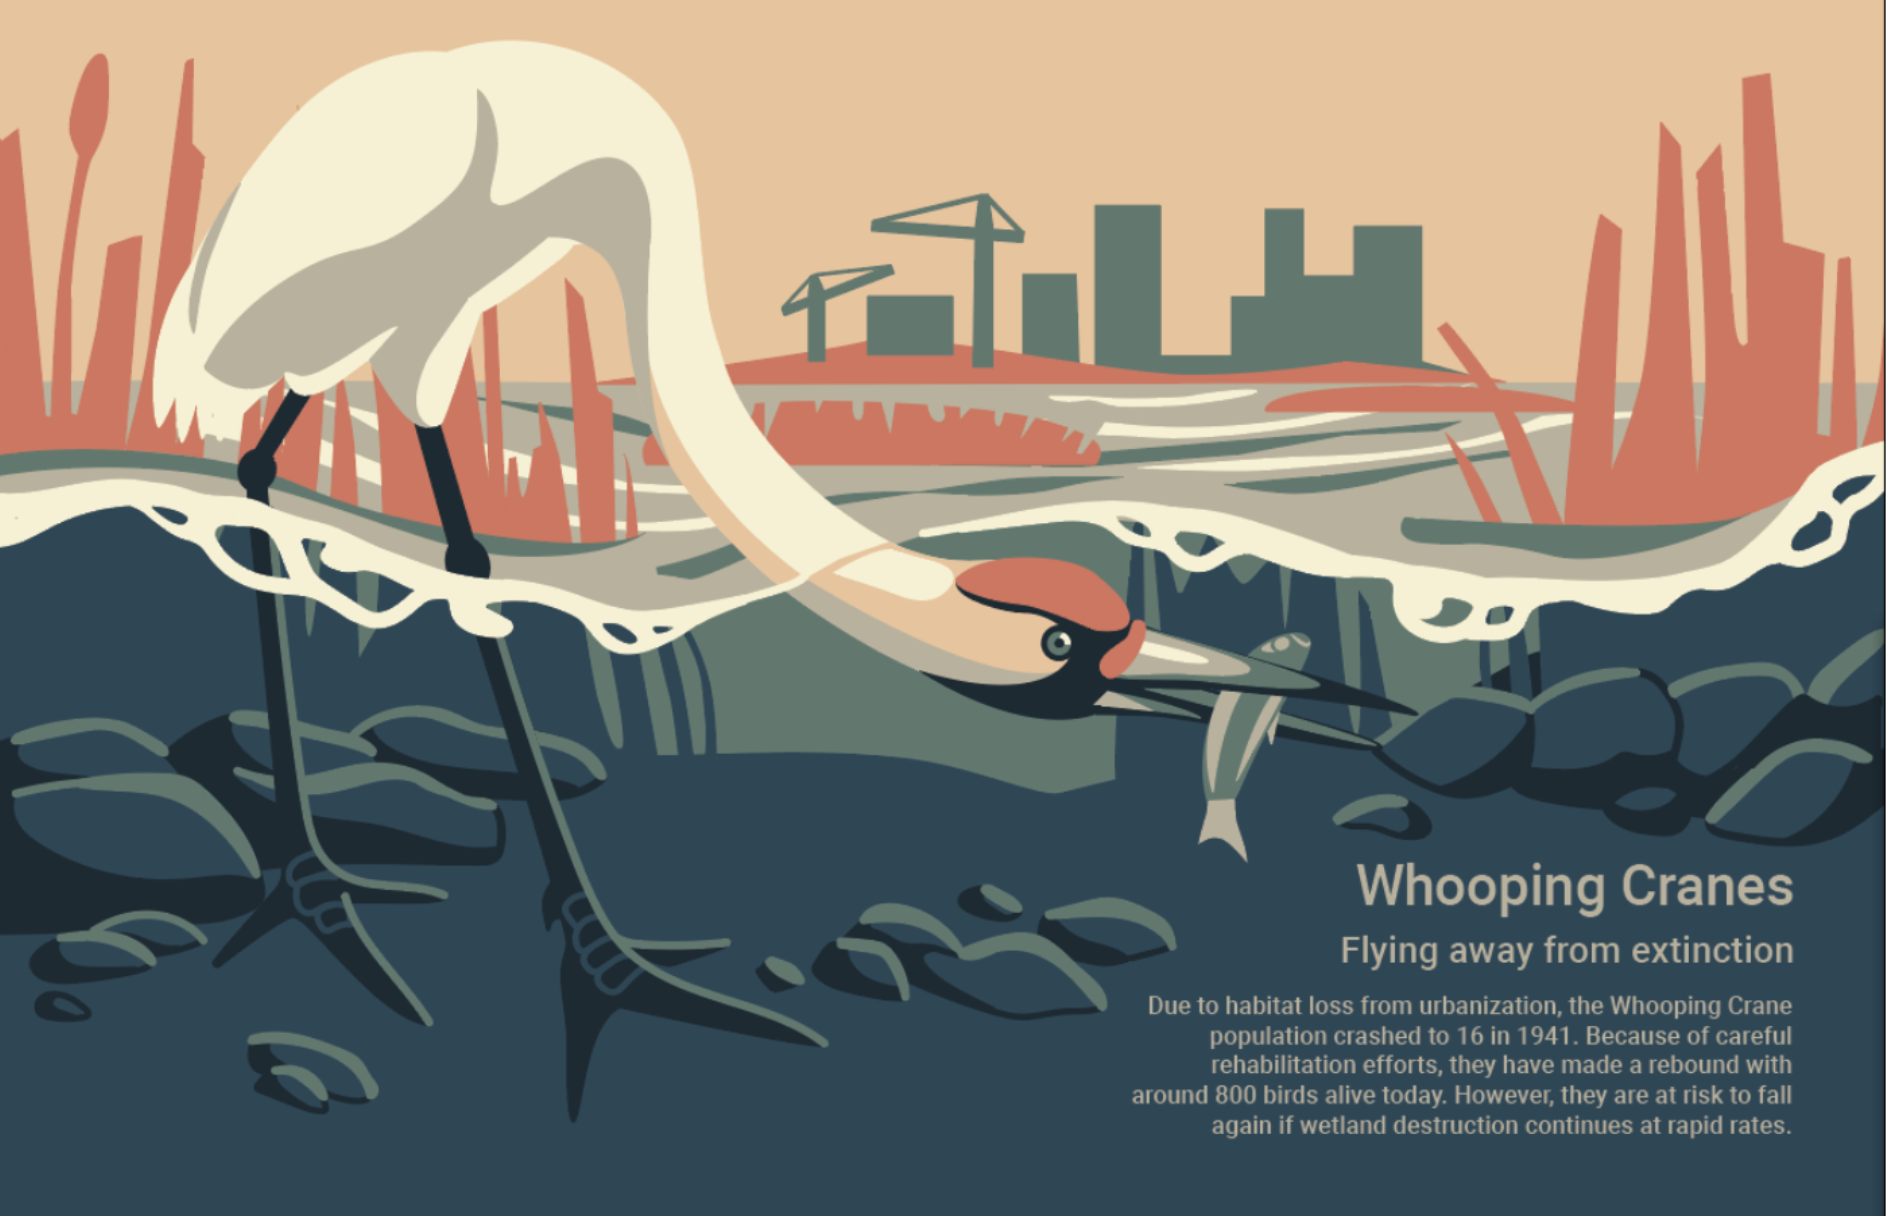 Whooping Cranes
Flying away from extinction
Due to habitat loss from urbanization, the Whooping Crane
population crashed to 16 in 1941. Because of careful
rehabilitation efforts, they have made a rebound with
around 800 birds alive today. However, they are at risk to fall
again if wetland destruction continues at rapid rates.